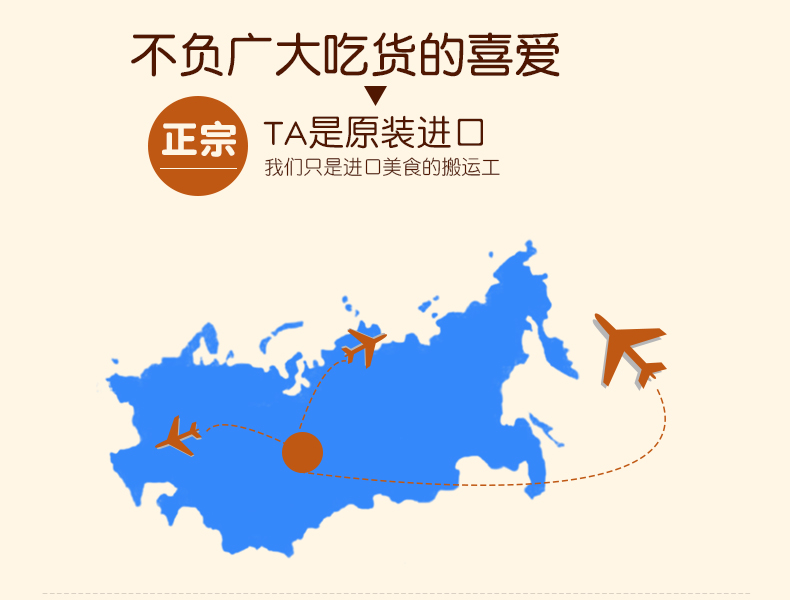 不负广大吃货的喜爱
正宗
TA是原装进口
我们只是进口美食的搬运工